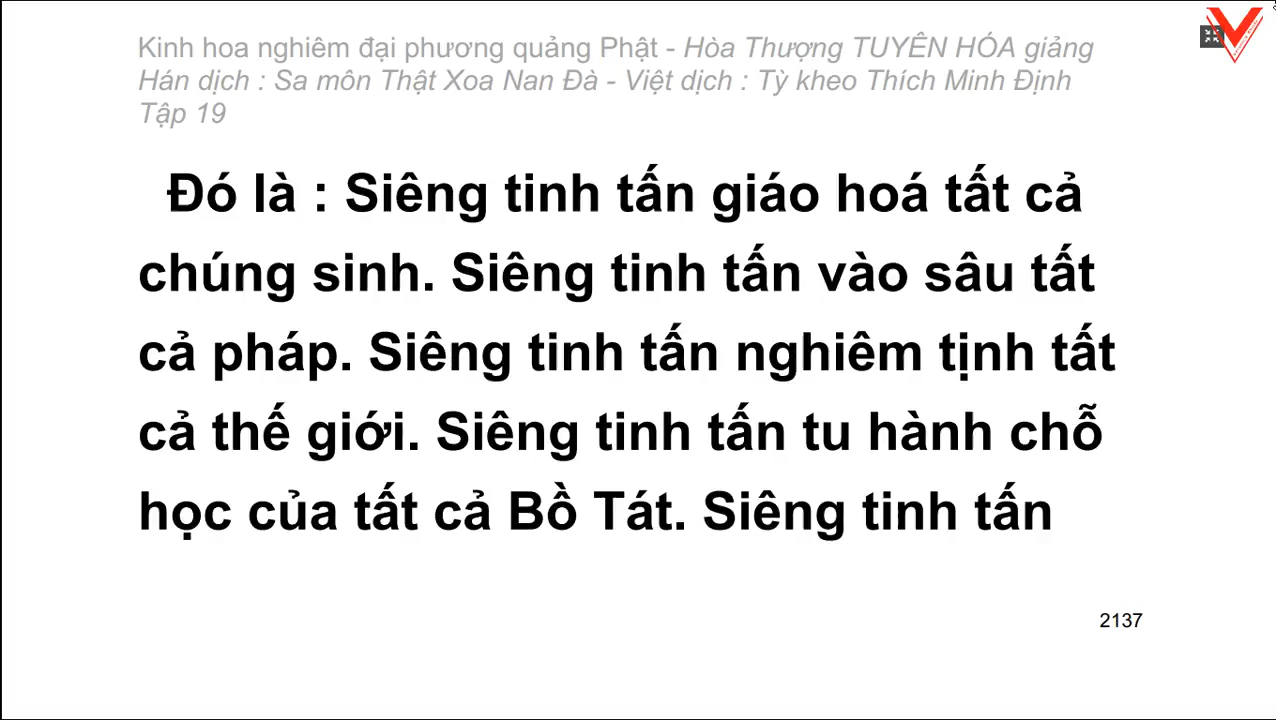 Kinh hoa nghiêm đại phương quảng Phật - Hòa Thượng TUYÊN HÓA giảng
Hán dịch : Sa môn Thật Xoa Nan Đà - Việt dịch : Tỳ kheo Thích Minh Định
Tập 19
Đó là : Siêng tinh tấn giáo hoá tất cả
chúng sinh. Siêng tinh tấn vào sâu tất
cả pháp. Siêng tinh tấn nghiêm tịnh tất
cả thế giới. Siêng tinh tấn tu hành chỗ
học của tất cả Bồ Tát. Siêng tinh tấn
2137